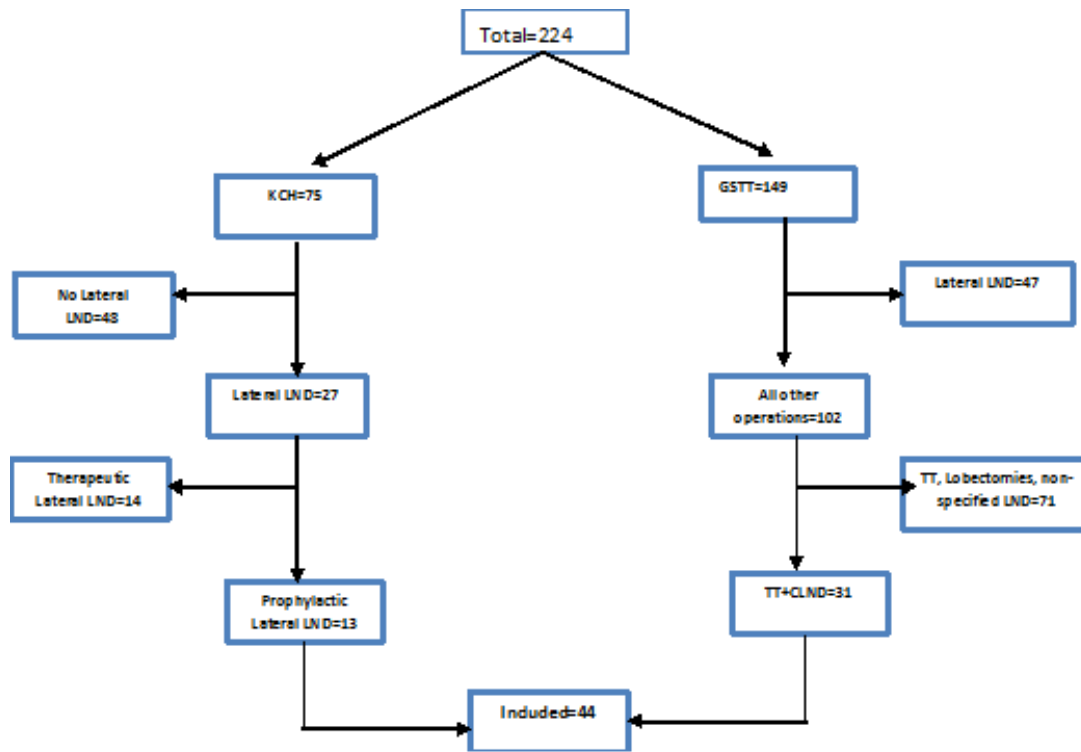 Total=224
KCH=75
GSTT=149
No Lateral
LND=48
Lateral LND=47
Lateral LND=27
All other
operations=102
Therapeutic
Lateral LND=14
TT, Lobectomies, non-
specified LND=71
Prophylactic
Lateral LND=13
TT+CLND=31
Included=44